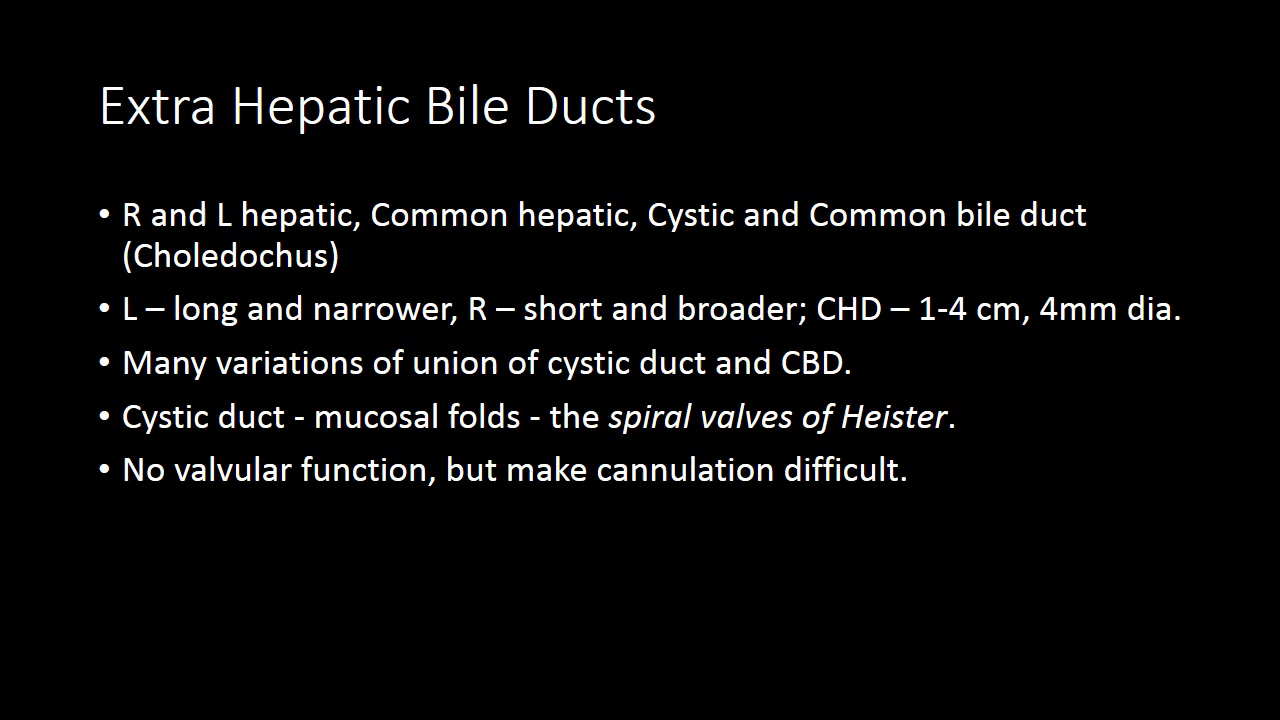 Extra Hepatic Bile Ducts
• R and L hepatic, Common hepatic, Cystic and Common bile duct
(Choledochus)
• L – long and narrower, R – short and broader; CHD – 1-4 cm, 4mm dia.
• Many variations of union of cystic duct and CBD.
• Cystic duct - mucosal folds - the spiral valves of Heister.
• No valvular function, but make cannulation difficult.